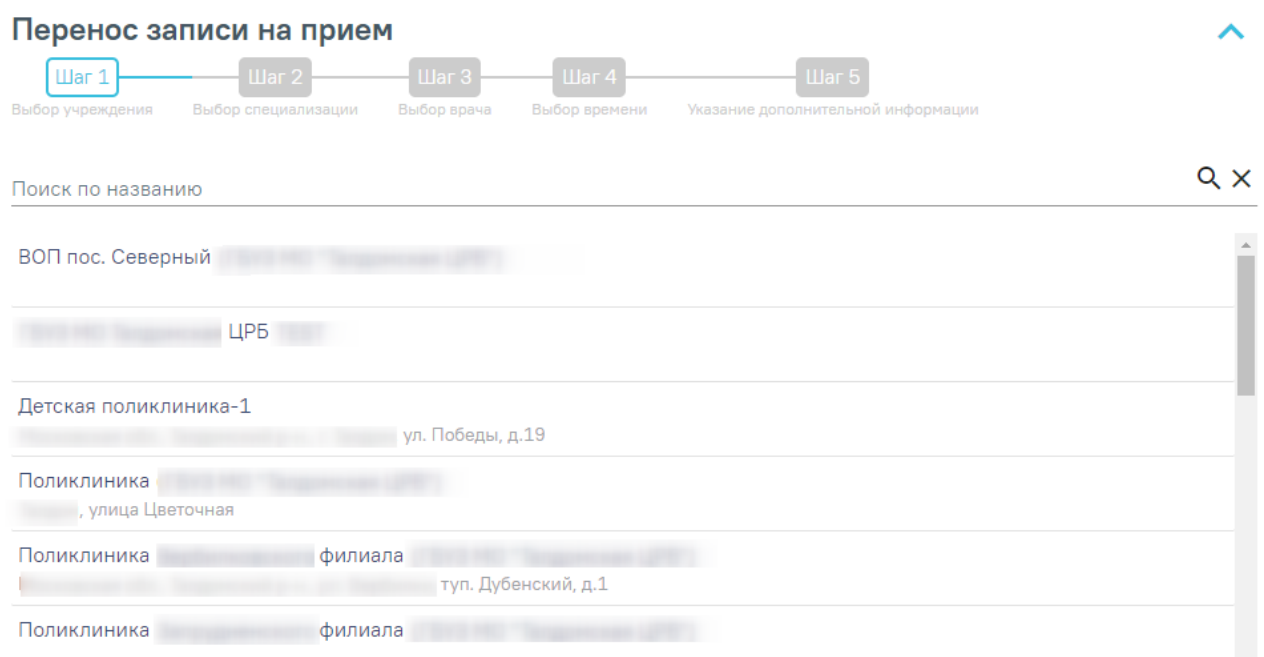 Перенос записи на прием
Шаг 1 Шаг 2 Шаг 3 Шаг 4 Шаг 5
Выбор учреждения Выбор специализации Выбор врача Выбор времени Указание дополнительной информации
Поиск по названию
ВОП пос. Северный
ЦРБ
Детская поликлиника-1
ул. Победы, д.19
Поликлиника
, улица Цветочная
Поликлиника филиала
туп. Дубенский, д.1
Поликлиника филиала